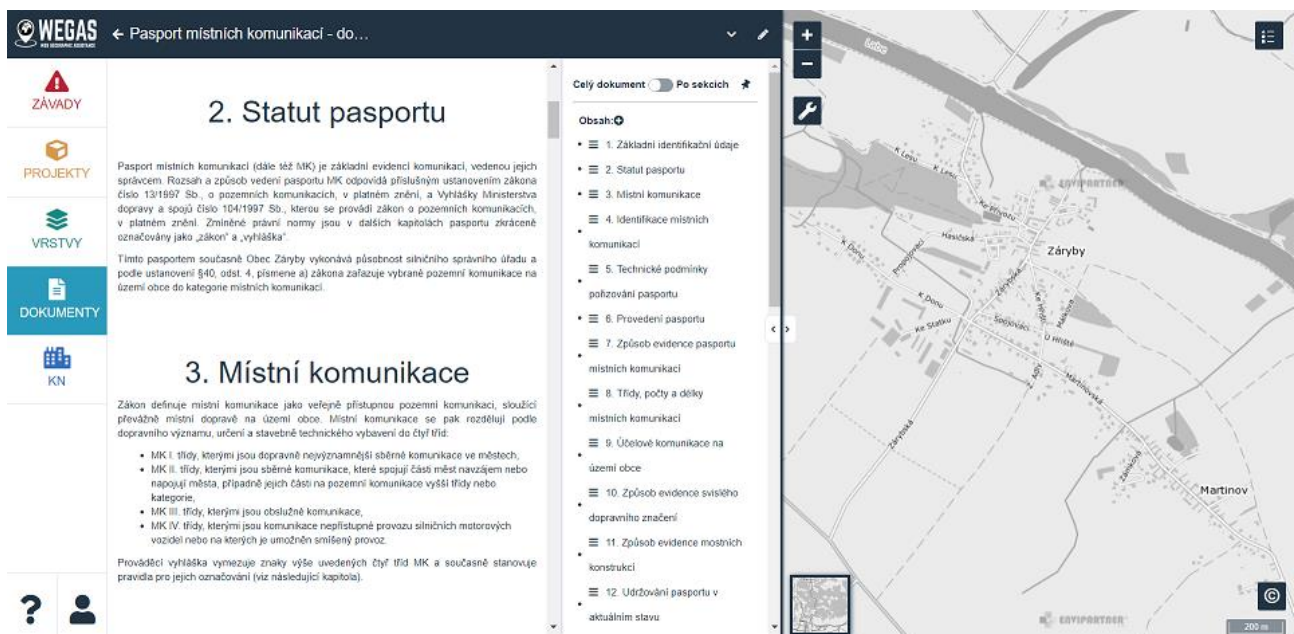 WEGAS
WEB GEOGRAPHIC ASSISTANCE
← Pasport místních komunikací - do…
ZÁVADY
PROJEKTY
VRSTVY
DOKUMENTY
KN
?
2. Statut pasportu
Pasport místních komunikací (dále též MK) je základní evidencí komunikací, vedenou jejich
správcem. Rozsah a způsob vedení pasportu MK odpovídá příslušným ustanovením zákona
číslo 13/1997 Sb., o pozemních komunikacích, v platném znění, a Vyhlášky Ministerstva
dopravy a spojů číslo 104/1997 Sb., kterou se provádí zákon o pozemních komunikacích,
v platném znění. Zmíněné právní normy jsou v dalších kapitolách pasportu zkráceně
označovány jako „zákon“ a „vyhláška“.
Tímto pasportem současně Obec Záryby vykonává působnost silničního správního úřadu a
podle ustanovení §40, odst. 4, písmene a) zákona zařazuje vybrané pozemní komunikace na
území obce do kategorie místních komunikací.
3. Místní komunikace
Zákon definuje místní komunikace jako veřejně přístupnou pozemní komunikaci, sloužící
převážně místní dopravě na území obce. Místní komunikace se pak rozdělují podle
dopravního významu, určení a stavebně technického vybavení do čtyř tříd:
• MK I. třídy, kterými jsou dopravně nejvýznamnější sběrné komunikace ve městech,
• MK II. třídy, kterými jsou sběrné komunikace, které spojují části měst navzájem nebo
napojují města, případně jejich části na pozemní komunikace vyšší třídy nebo
kategorie,
• MK III. třídy, kterými jsou obslužné komunikace,
• MK IV. třídy, kterými jsou komunikace nepřístupné provozu silničních motorových
vozidel nebo na kterých je umožněn smíšený provoz.
Prováděcí vyhláška vymezuje znaky výše uvedených čtyř tříd MK a současně stanovuje
pravidla pro jejich označování (viz následující kapitola).
Celý dokument Po sekcích
Obsah:
• 1. Základní identifikační údaje
• 2. Statut pasportu
• 3. Místní komunikace
4. Identifikace místních
• komunikací
5. Technické podmínky
• pořizování pasportu
• 6. Provedení pasportu
7. Způsob evidence pasportu
• místních komunikací
8. Třídy, počty a délky
• místních komunikací
9. Účelové komunikace na
• území obce
10. Způsob evidence svislého
• dopravního značení
11. Způsob evidence mostních
• konstrukcí
12. Udržování pasportu v
• aktuálním stavu
+
−
Labe
K Lesu
K Lesu
ENVIPARTNER
Ke Přívozu
Hasičská
Záryby
Propojovací
K Donu
Zárybská
Ke Hřišti
Májkova
K Donu
Spojovací
Ke Statku
U Hřiště
Martinovská
Zárybská
Zámková
Martinov
ENVIPARTNER
©
200 m